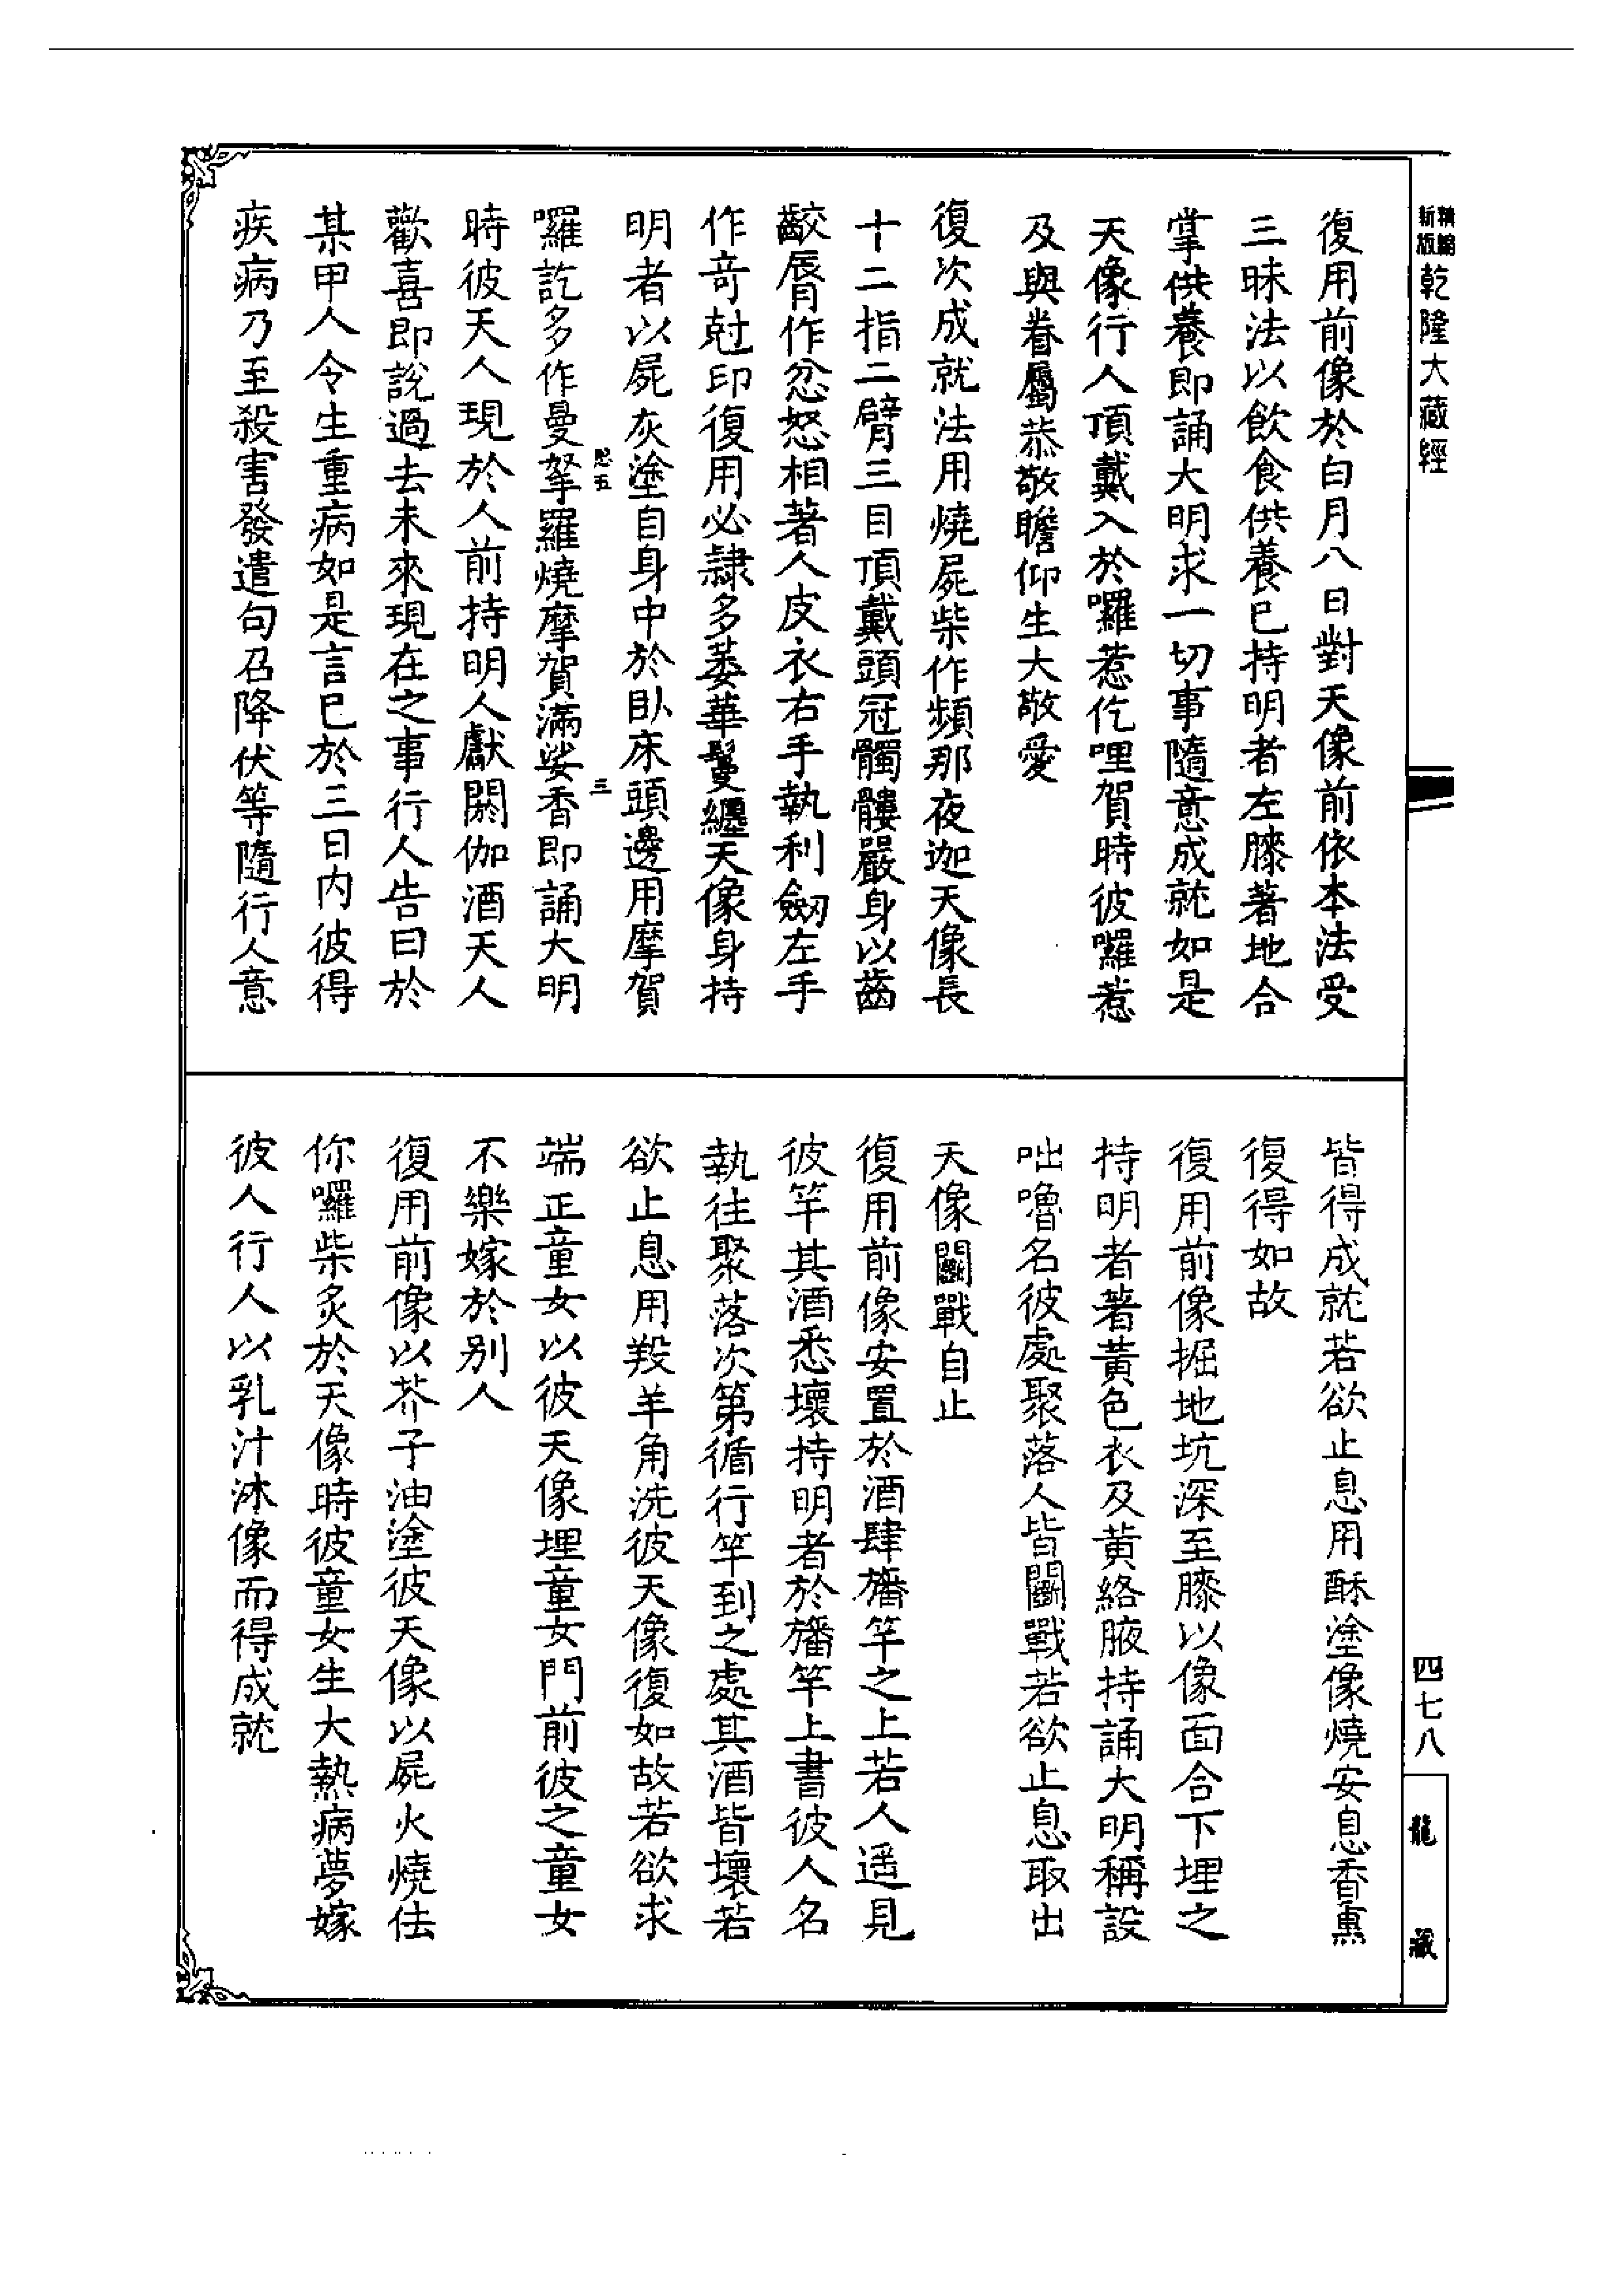 精縮新版乾隆大藏經
復用前像於白月八日對天像前依本法受
三昧法以飲食供養已持明者左膝著地合
掌供養即誦大明求一切事隨意成就如是
天像行人頂戴入於囉惹仡哩賀時彼囉惹
及與眷屬恭敬瞻仰生大敬愛
復次成就法用燒屍柴作頻那夜迦天像長
十二指二臂三目頂戴頭冠髑髏嚴身以齒
齩脣作忿怒相著人皮衣右手執利劒左手
作竒尅印復用必隷多蔞華鬘纏天像身持
明者以屍灰塗自身中於臥床頭邊用摩賀
囉訖多作曼拏羅燒摩賀滿娑香即誦大明
時彼天人現於人前持明人獻閼伽酒天人
歡喜即說過去未來現在之事行人告曰於
某甲人令生重病如是言已於三日內彼得
疾病乃至殺害發遣句召降伏等隨行人意
皆得成就若欲止息用酥塗像燒安息香熏
復得如故
復用前像掘地坑深至膝以像面合下埋之
持明者著黃色衣及黃絡腋持誦大明稱設
咄嚕名彼處聚落人皆鬭戰若欲止息取出
天像鬭戰自止
復用前像安置於酒肆旛竿之上若人遥見
彼竿其酒悉壞持明者於旛竿上書彼人名
執往聚落次第循行竿到之處其酒皆壞若
欲止息用羖羊角洗彼天像復如故若欲求
端正童女以彼天像埋童女門前彼之童女
不樂嫁於别人
復用前像以芥子油塗彼天像以屍火燒佉
你囉柴炙於天像時彼童女生大熱病夢嫁
彼人行人以乳汁沐像而得成就
四七八
龍藏